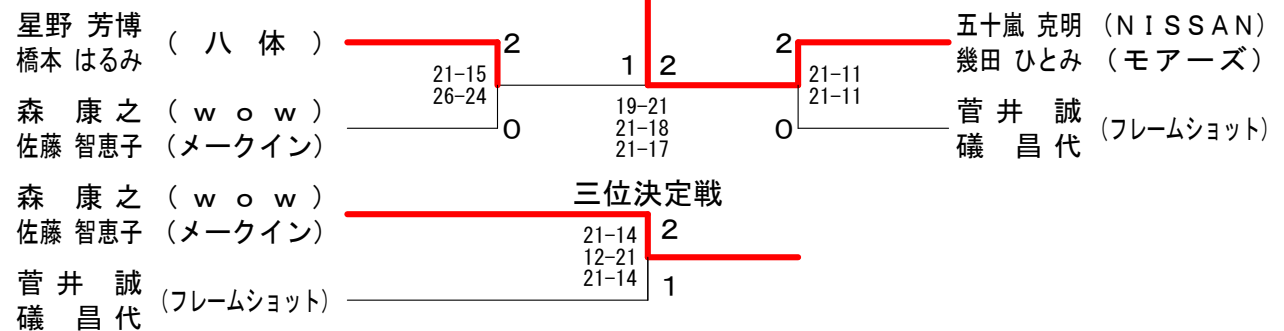 星野 芳博 (八体)
橋本 はるみ
2
21-15
26-24
森 康之 (ｗｏｗ)
佐藤 智恵子 (メークイン)
0
1 2
19-21
21-18
21-17
五十嵐 克明 (ＮＩＳＳＡＮ)
幾田 ひとみ (モアーズ)
2
21-11
21-11
菅井 誠 (フレームショット)
礒 昌代
0
三位決定戦
森 康之 (ｗｏｗ)
佐藤 智恵子 (メークイン)
2
21-14
12-21
21-14
菅井 誠 (フレームショット)
礒 昌代
1